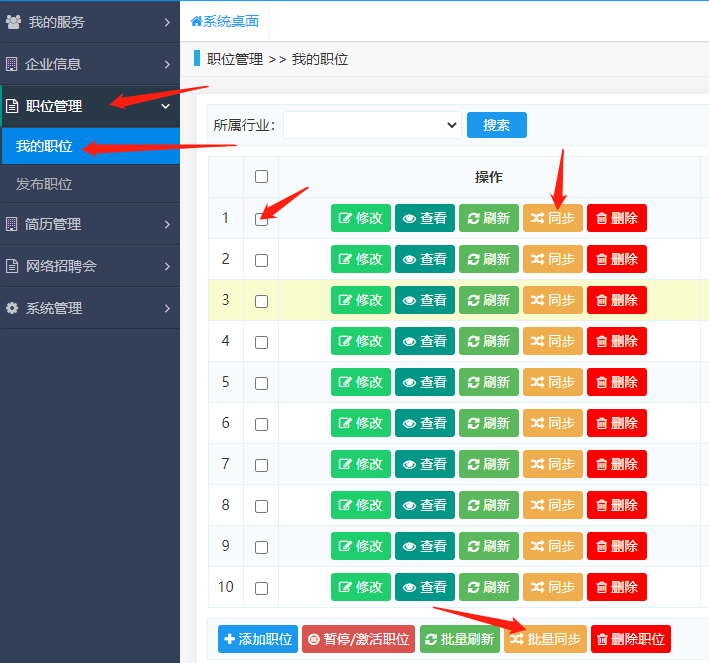 我的服务
企业信息
职位管理
我的职位
发布职位
简历管理
网络招聘会
系统管理
系统桌面
职位管理 >> 我的职位
所属行业： 搜索
操作
1 修改 查看 刷新 同步 删除
2 修改 查看 刷新 同步 删除
3 修改 查看 刷新 同步 删除
4 修改 查看 刷新 同步 删除
5 修改 查看 刷新 同步 删除
6 修改 查看 刷新 同步 删除
7 修改 查看 刷新 同步 删除
8 修改 查看 刷新 同步 删除
9 修改 查看 刷新 同步 删除
10 修改 查看 刷新 同步 删除
添加职位 暂停/激活职位 批量刷新 批量同步 删除职位